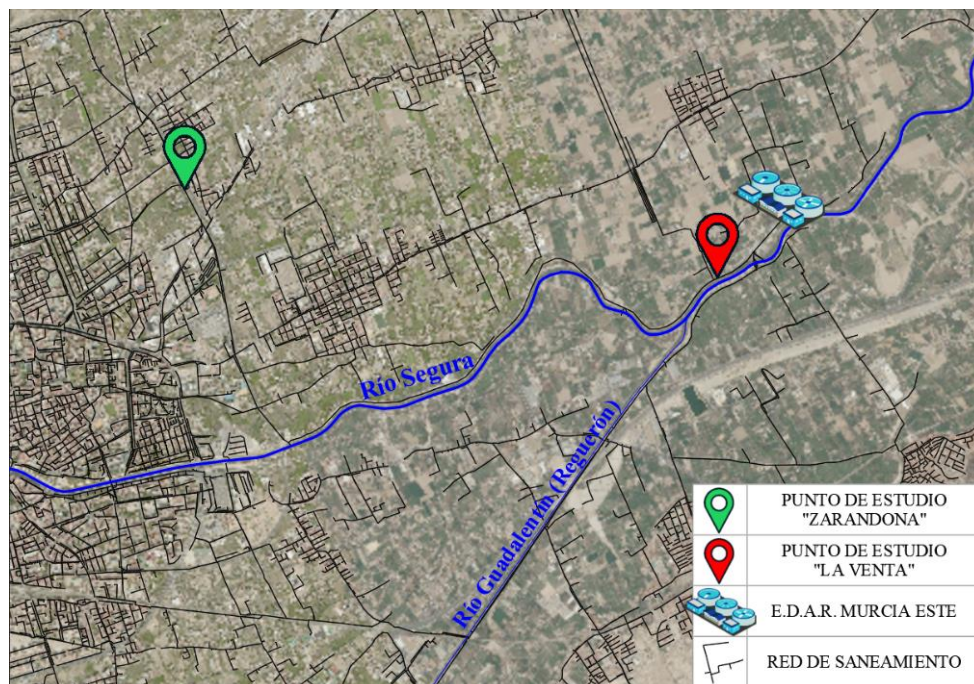 Río Segura
Río Guadalentín (Reguerón)
PUNTO DE ESTUDIO
"ZARANDONA"
PUNTO DE ESTUDIO
"LA VENTA"
E.D.A.R. MURCIA ESTE
RED DE SANEAMIENTO